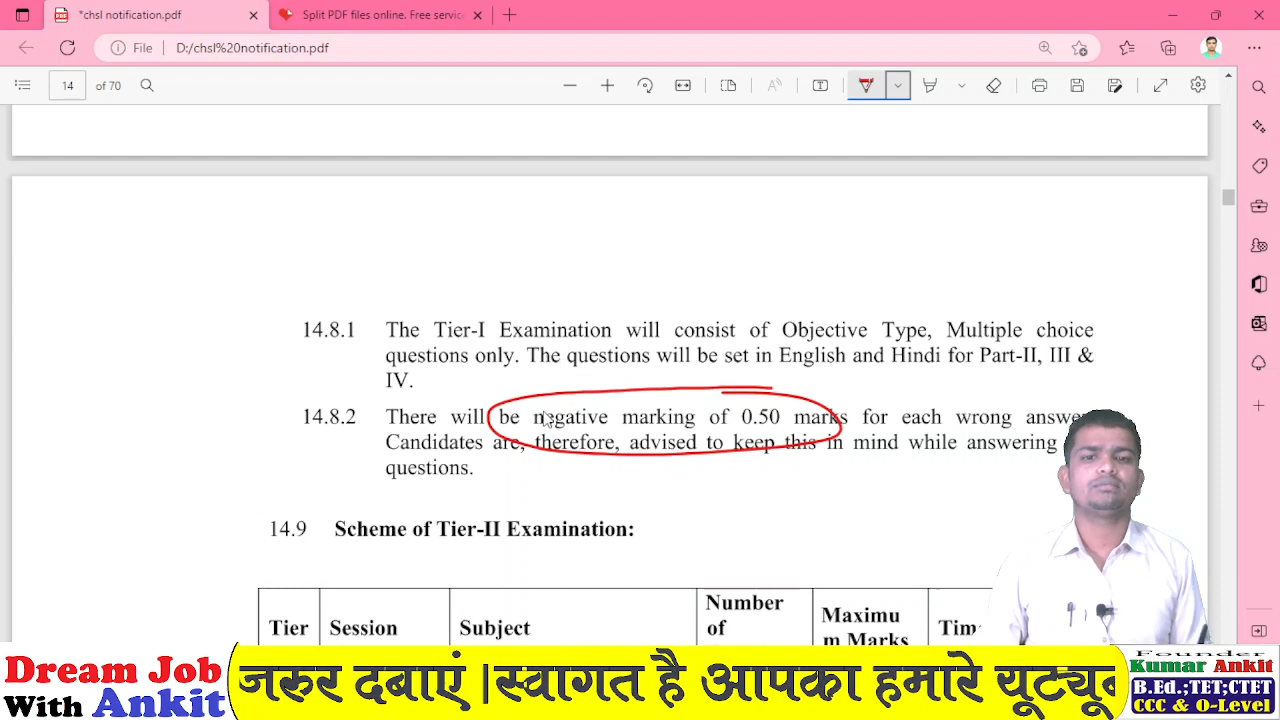 *chsl notification.pdf
Split PDF files online. Free servic
File D:/chsl%20notification.pdf
14 of 70
14.8.1 The Tier-I Examination will consist of Objective Type, Multiple choice
questions only. The questions will be set in English and Hindi for Part-II, III &
IV.
14.8.2 There will be negative marking of 0.50 marks for each wrong answe
Candidates are, therefore, advised to keep this in mind while answering
questions.
14.9 Scheme of Tier-II Examination:
Tier Session Subject Number of Maximu m Marks Tim
Dream Job
With Ankit
जरुर दबाएं । स्वागत है आपका हमारे यूट्यूब
Founder
Kumar Ankit
B.Ed.;TET;CTET
CCC & O-Level